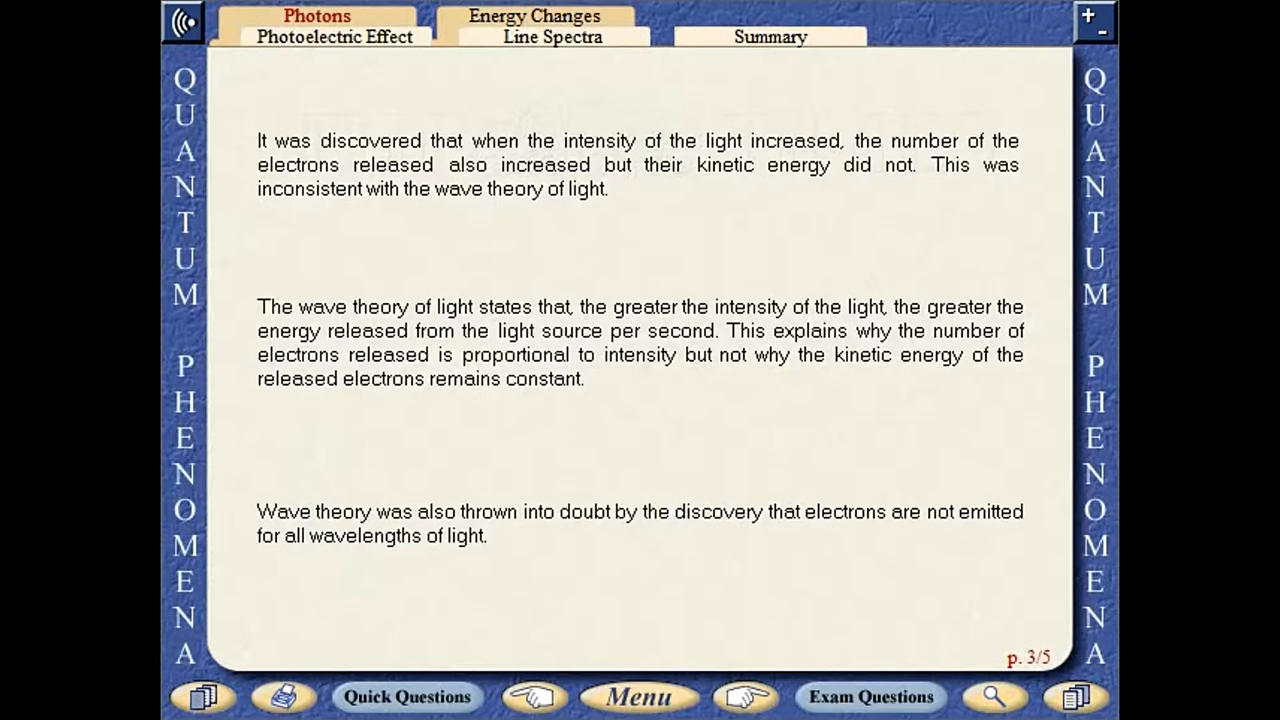 Photons
Energy Changes
Photoelectric Effect
Line Spectra
Summary
+
-
QUANTUM PHENOMENA
It was discovered that when the intensity of the light increased, the number of the
electrons released also increased but their kinetic energy did not. This was
inconsistent with the wave theory of light.
The wave theory of light states that, the greater the intensity of the light, the greater the
energy released from the light source per second. This explains why the number of
electrons released is proportional to intensity but not why the kinetic energy of the
released electrons remains constant.
Wave theory was also thrown into doubt by the discovery that electrons are not emitted
for all wavelengths of light.
p. 3/5
QUANTUM PHENOMENA
Quick Questions
Menu
Exam Questions